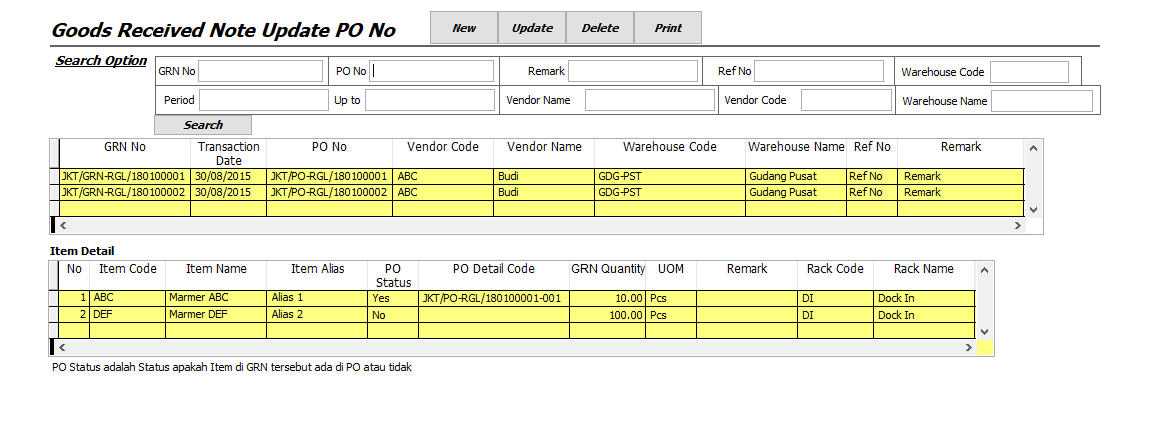 Goods Received Note Update PO No New Update Delete Print
Search Option
GRN No PO No Remark Ref No Warehouse Code
Period Up to Vendor Name Vendor Code Warehouse Name
Search
GRN No Transaction Date PO No Vendor Code Vendor Name Warehouse Code Warehouse Name Ref No Remark
JKT/GRN-RGL/180100001 30/08/2015 JKT/PO-RGL/180100001 ABC Budi GDG-PST Gudang Pusat Ref No Remark
JKT/GRN-RGL/180100002 30/08/2015 JKT/PO-RGL/180100002 ABC Budi GDG-PST Gudang Pusat Ref No Remark
Item Detail
No Item Code Item Name Item Alias PO Status PO Detail Code GRN Quantity UOM Remark Rack Code Rack Name
1 ABC Marmer ABC Alias 1 Yes JKT/PO-RGL/180100001-001 10.00 Pcs DI Dock In
2 DEF Marmer DEF Alias 2 No 100.00 Pcs DI Dock In
PO Status adalah Status apakah Item di GRN tersebut ada di PO atau tidak